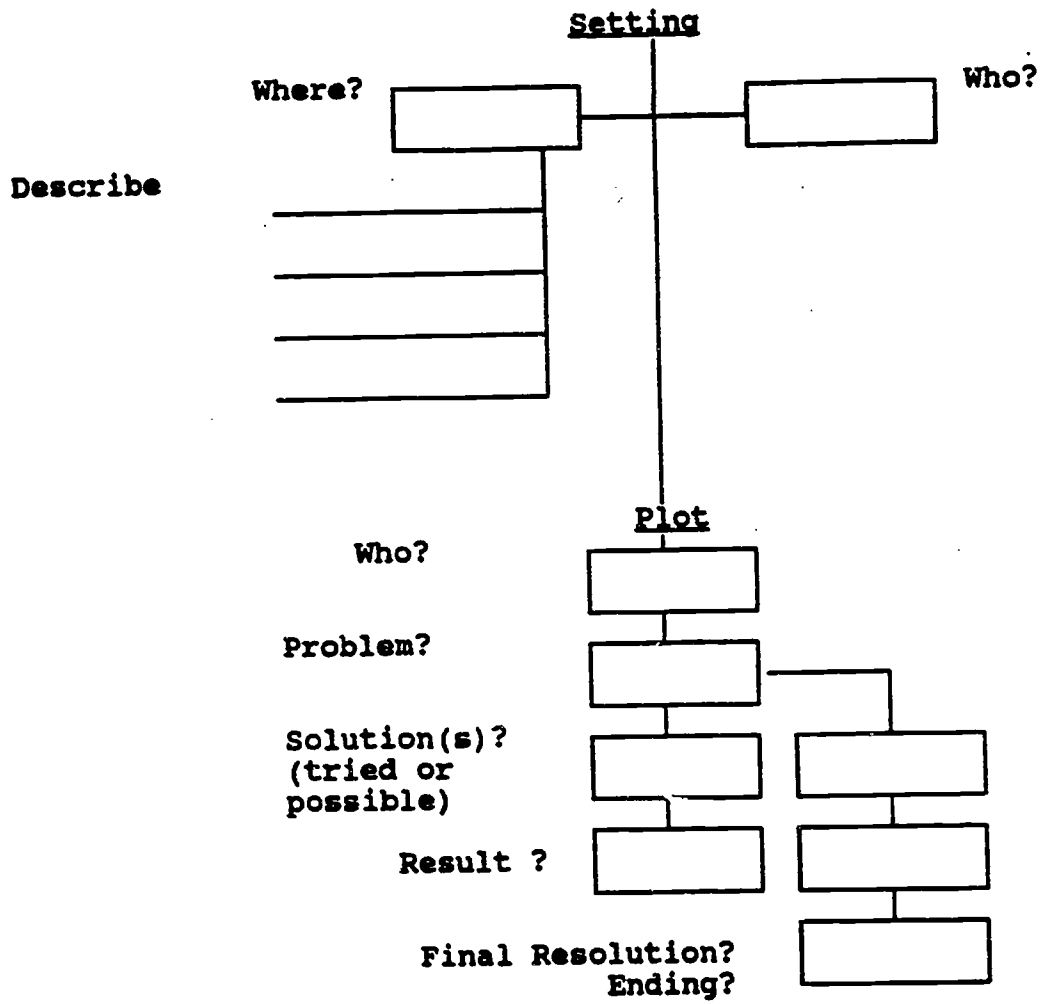 Setting
Where?
Who?
Describe
Plot
Who?
Problem?
Solution(s)?
(tried or
possible)
Result ?
Final Resolution?
Ending?